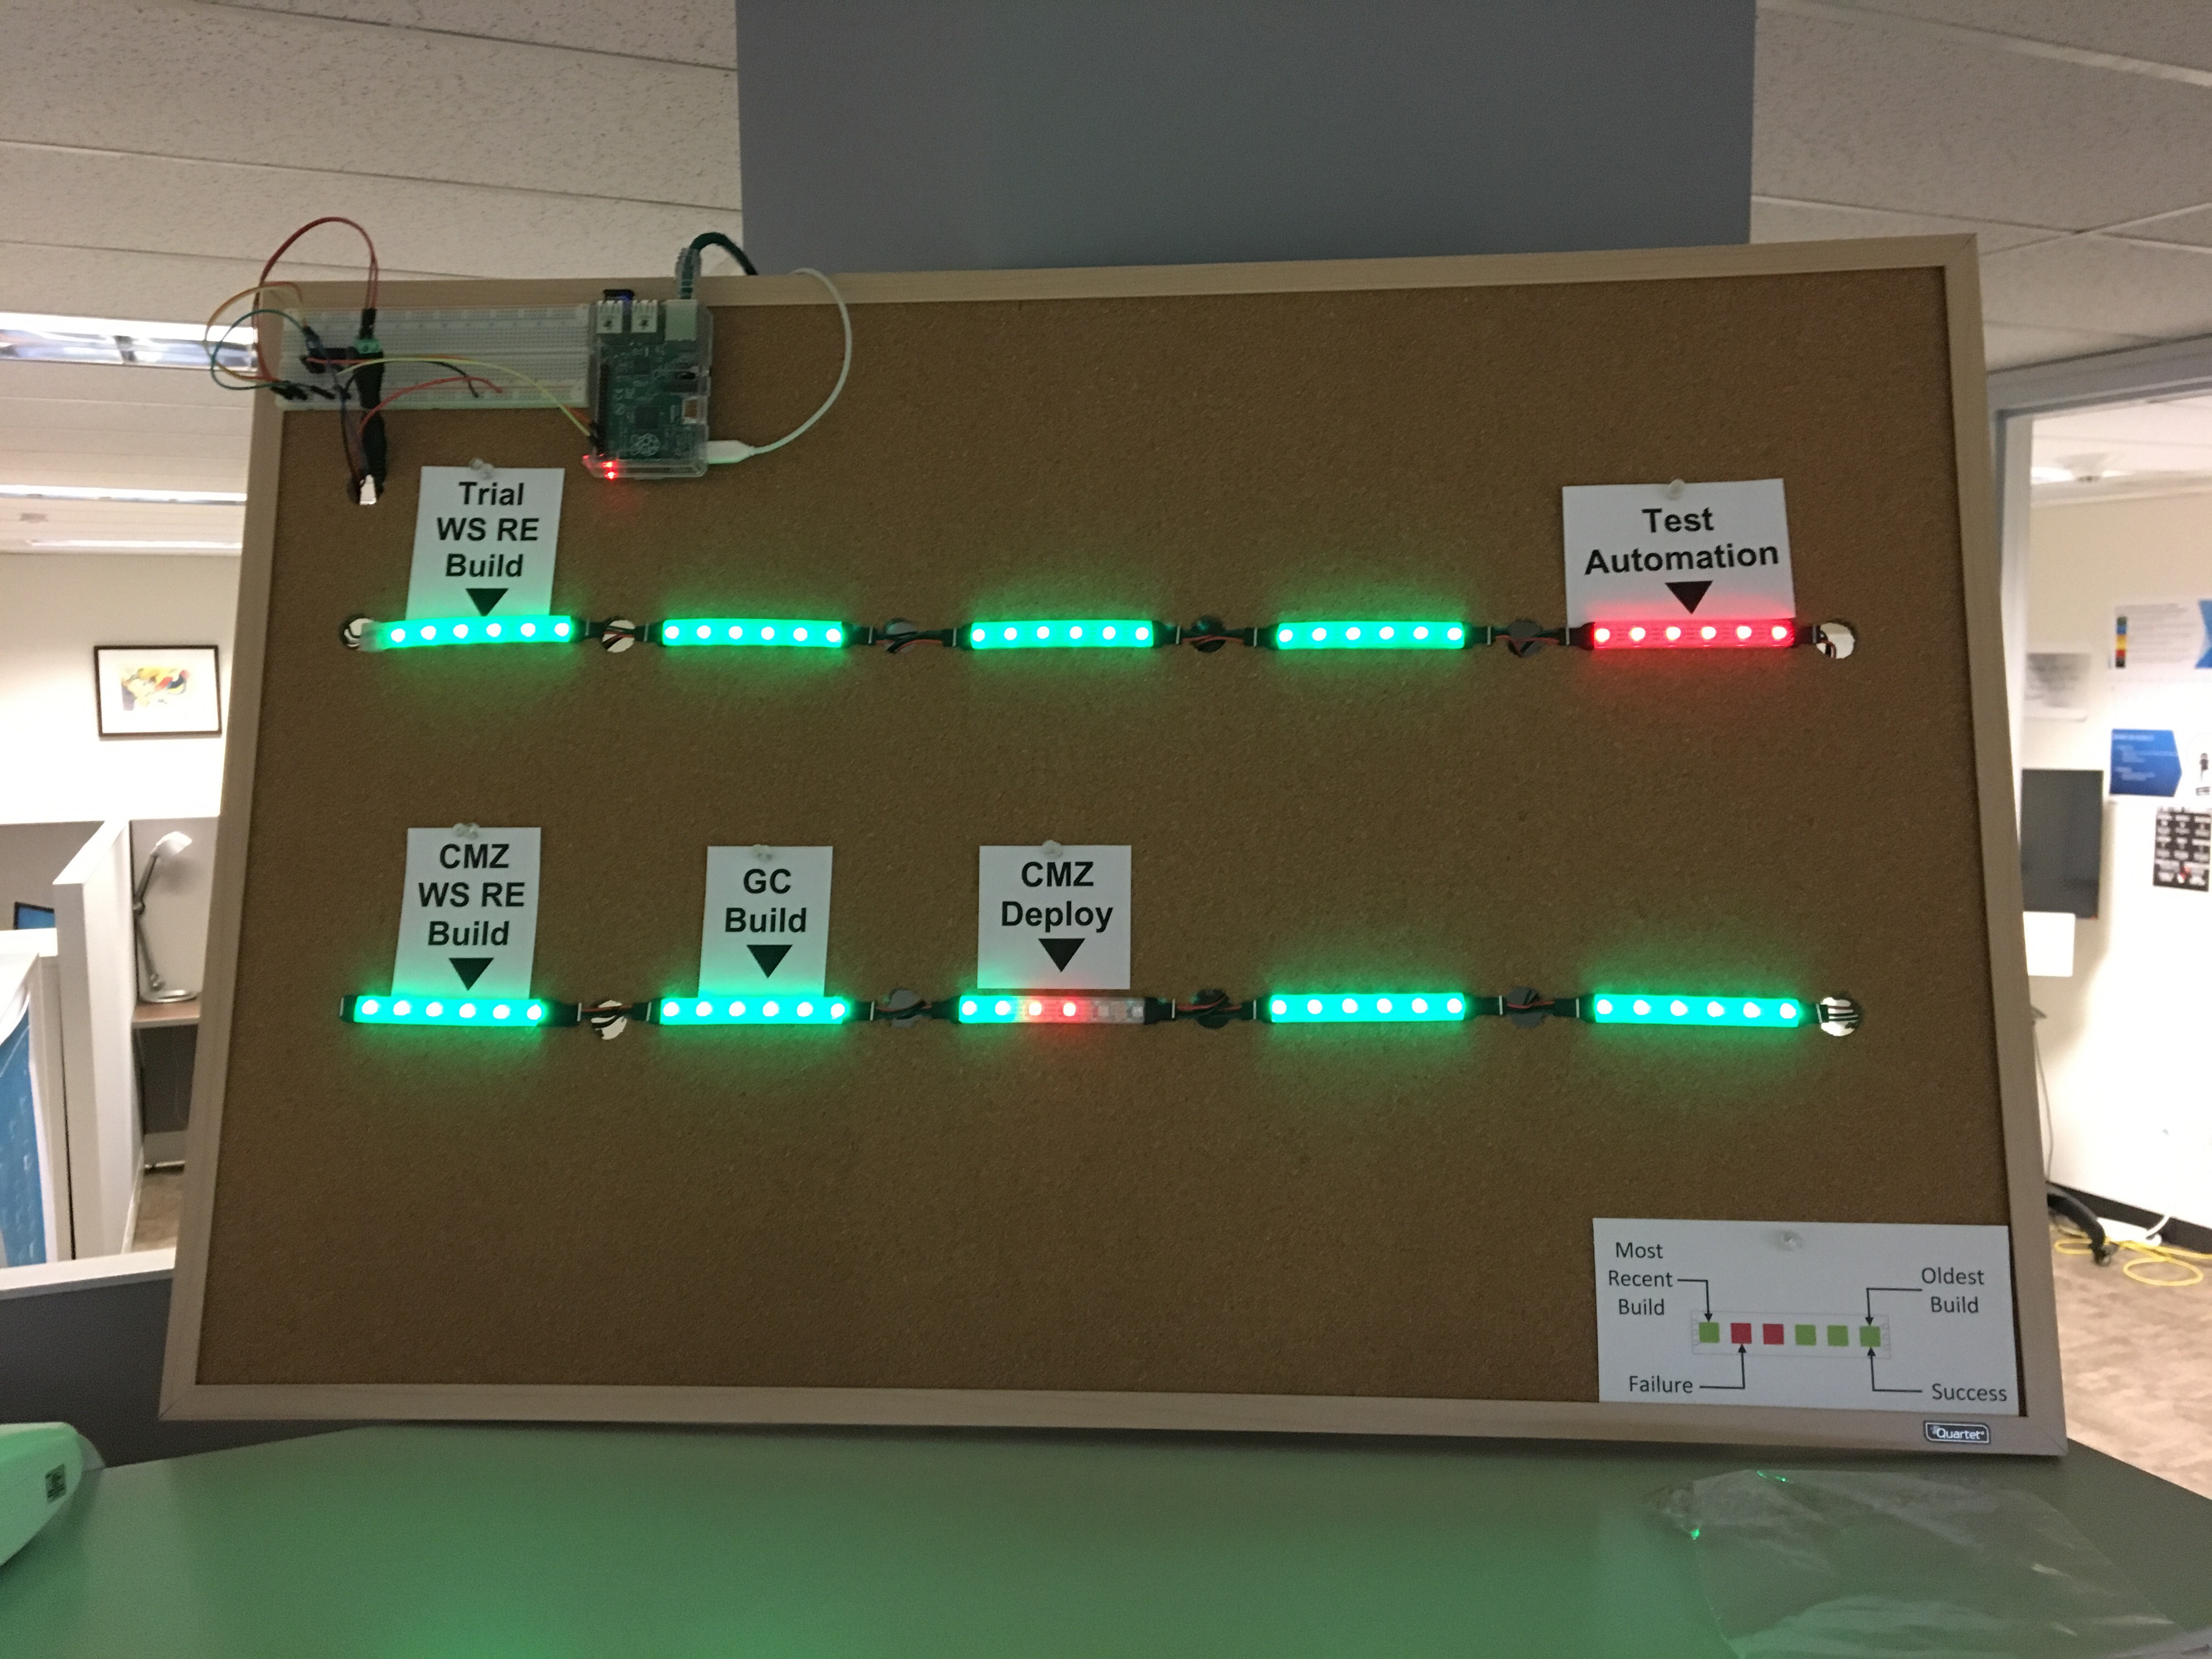 Trial
WS RE
Build
Test
Automation
CMZ
WS RE
Build
GC
Build
CMZ
Deploy
Most
Recent
Build
Oldest
Build
Failure
Success
Quartet